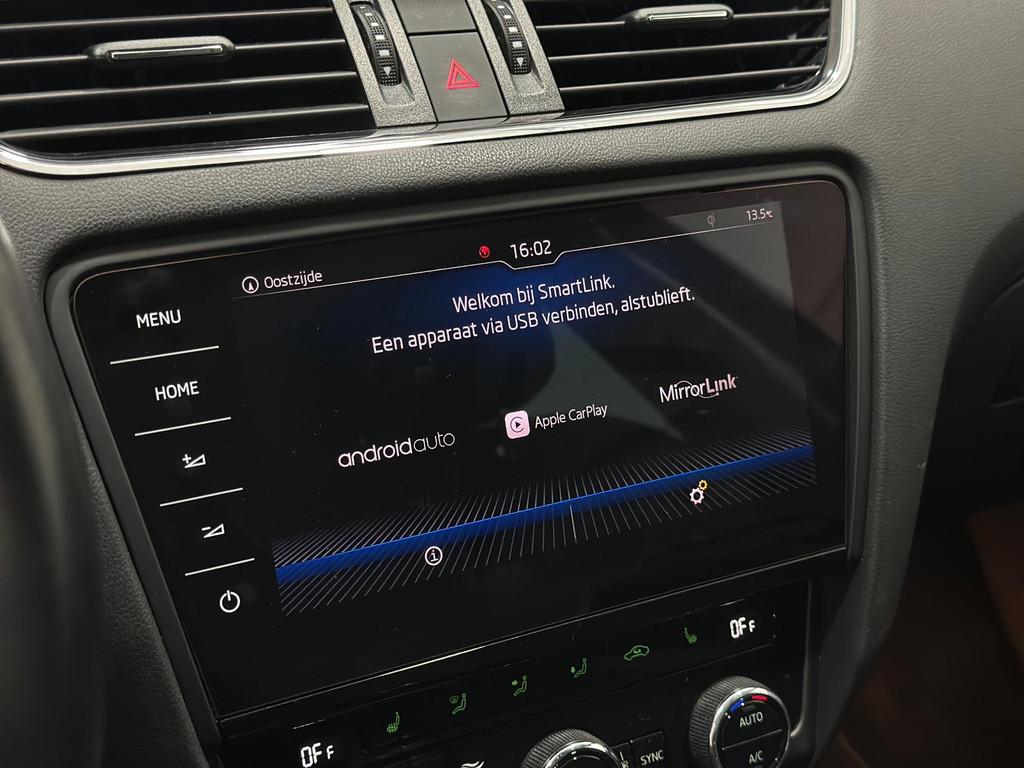 13.5°C
16:02
Oostzijde
Welkom bij SmartLink.
Een apparaat via USB verbinden, alstublieft.
MENU
HOME
MirrorLink
Apple CarPlay
androidauto
OFF
OFF
AUTO
SYNC
A/C